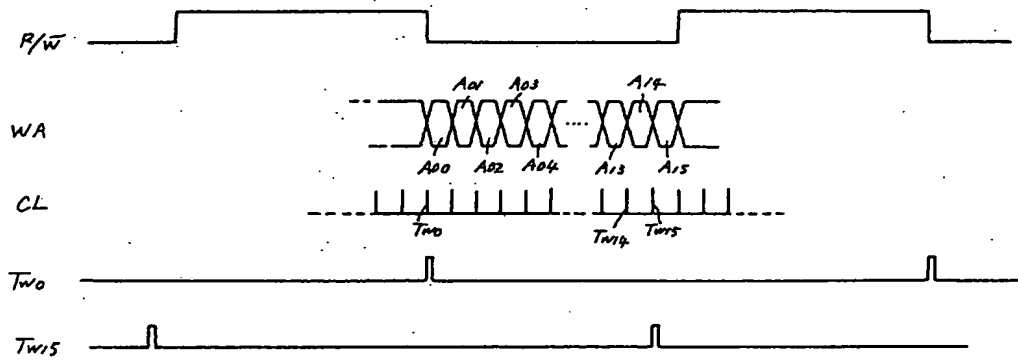 R/W̅
A01 A03 A14
WA
A00 A02 A04 A13 A15
CL
Tw0 Tw14 Tw15
Tw0
Tw15